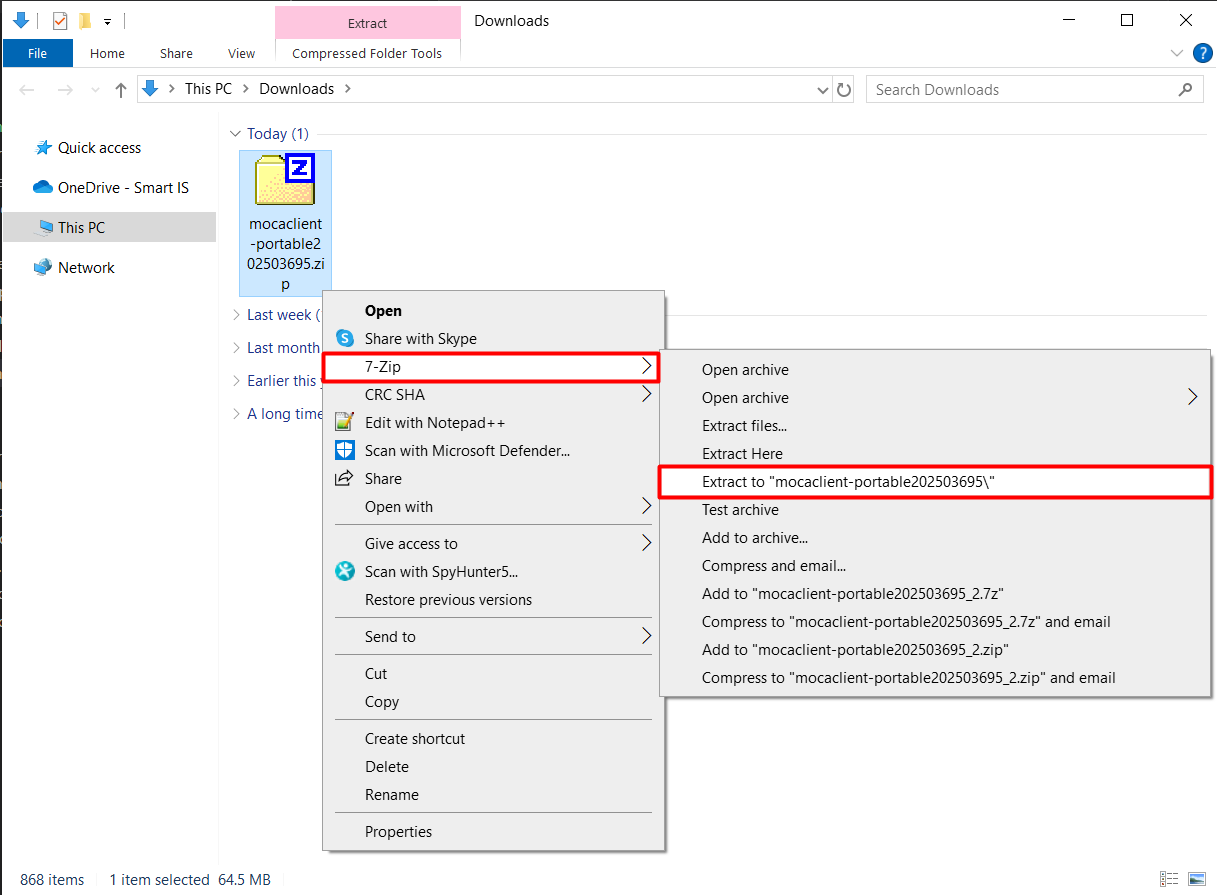 Extract
Downloads
File
Home
Share
View
Compressed Folder Tools
?
This PC
Downloads
Search Downloads
Quick access
OneDrive - Smart IS
This PC
Network
Today (1)
Z
mocaclient
-portable2
02503695.zi
p
Last week (
Last month
Earlier this
A long time
Open
S
Share with Skype
7-Zip
CRC SHA
Edit with Notepad++
Scan with Microsoft Defender...
Share
Open with
Give access to
Scan with SpyHunter5...
Restore previous versions
Send to
Cut
Copy
Create shortcut
Delete
Rename
Properties
Open archive
Open archive
Extract files...
Extract Here
Extract to "mocaclient-portable202503695\"
Test archive
Add to archive...
Compress and email...
Add to "mocaclient-portable202503695_2.7z"
Compress to "mocaclient-portable202503695_2.7z" and email
Add to "mocaclient-portable202503695_2.zip"
Compress to "mocaclient-portable202503695_2.zip" and email
868 items
1 item selected 64.5 MB